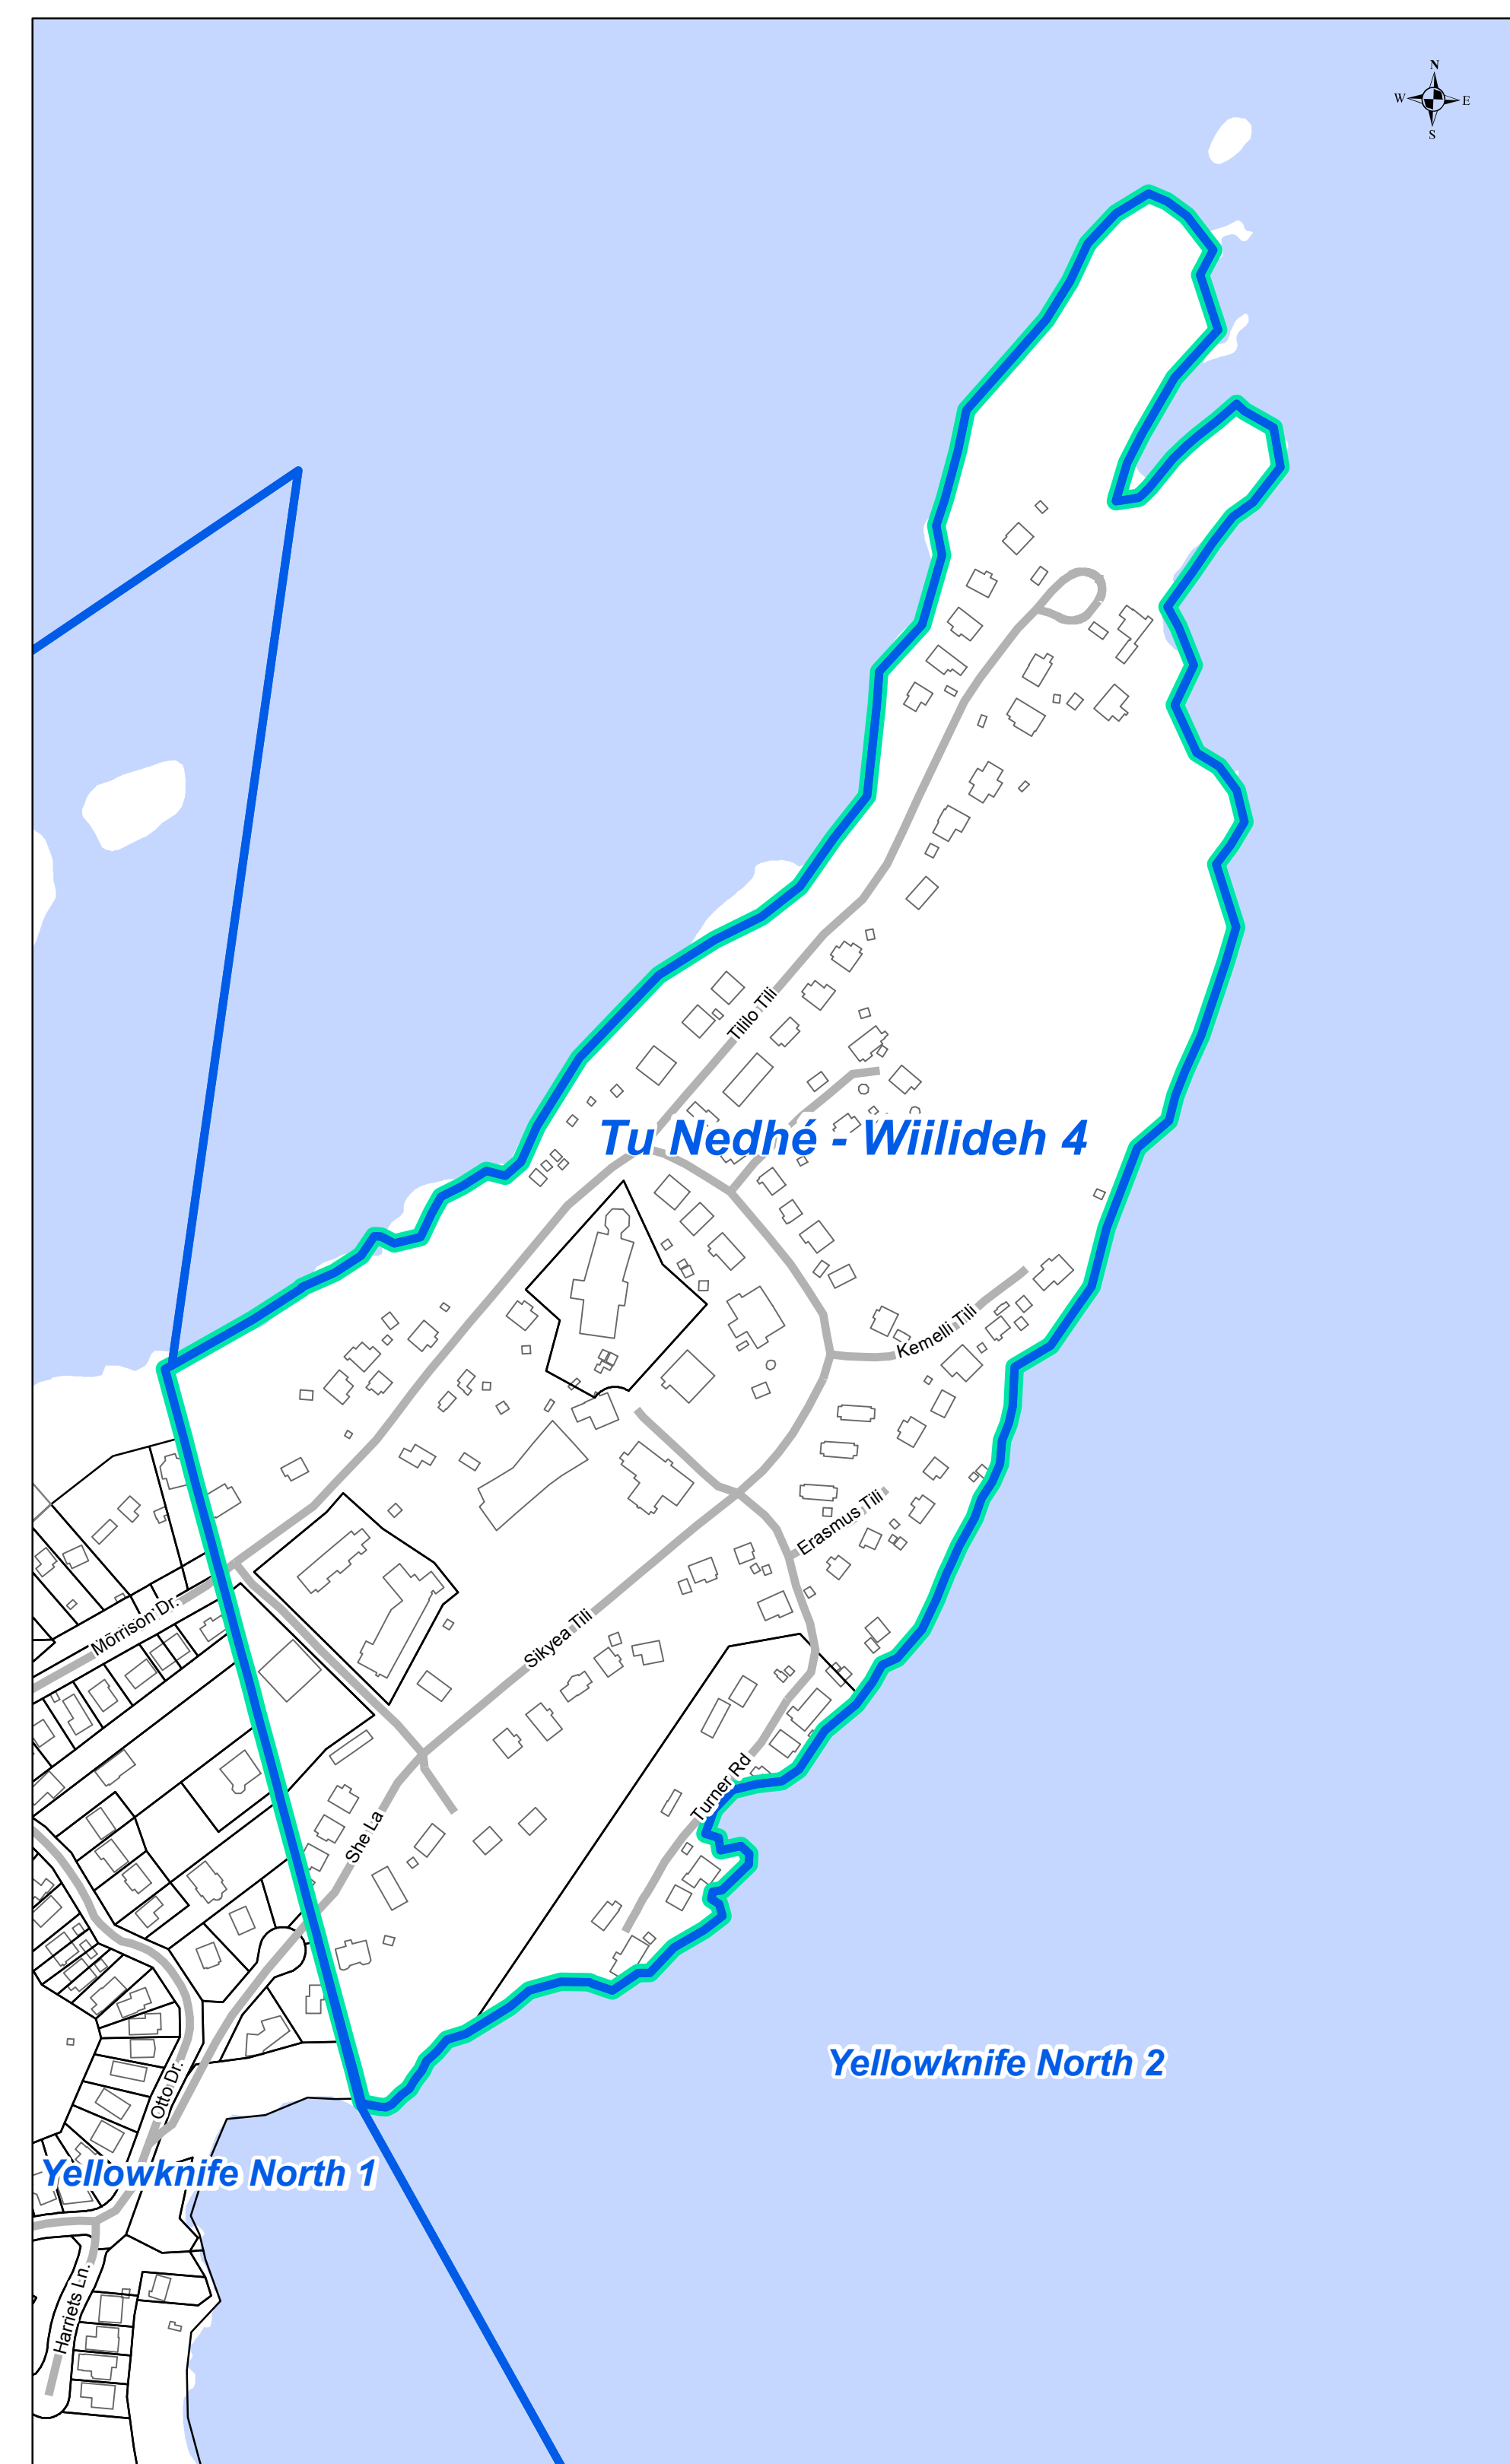 N
W E
S
Tililo Tili
Tu Nedhé - Wiilideh 4
Kemelli Tili
Erasmus Tili
Morrison Dr.
Sikyea Tili
Turner Rd
She La
Yellowknife North 2
Otto Dr.
Yellowknife North 1
Harriets Ln.